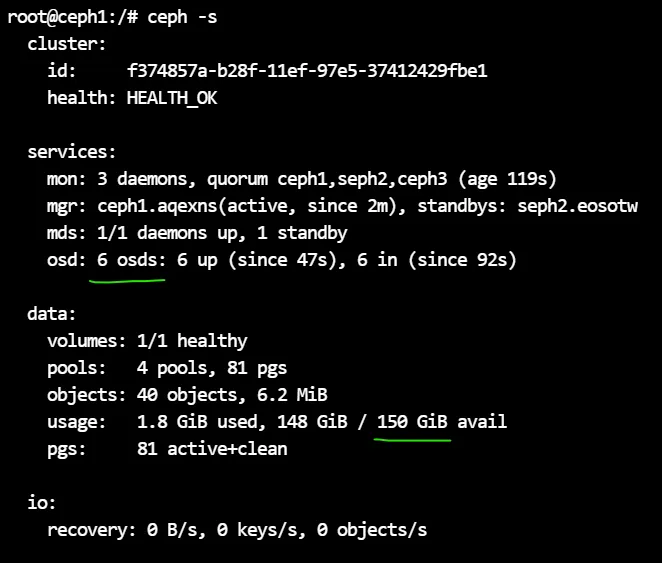 root@ceph1:/# ceph -s
cluster:
id: f374857a-b28f-11ef-97e5-37412429fbe1
health: HEALTH_OK
services:
mon: 3 daemons, quorum ceph1,seph2,ceph3 (age 119s)
mgr: ceph1.aqexns(active, since 2m), standbys: seph2.eosotw
mds: 1/1 daemons up, 1 standby
osd: 6 osds: 6 up (since 47s), 6 in (since 92s)
data:
volumes: 1/1 healthy
pools: 4 pools, 81 pgs
objects: 40 objects, 6.2 MiB
usage: 1.8 GiB used, 148 GiB / 150 GiB avail
pgs: 81 active+clean
io:
recovery: 0 B/s, 0 keys/s, 0 objects/s